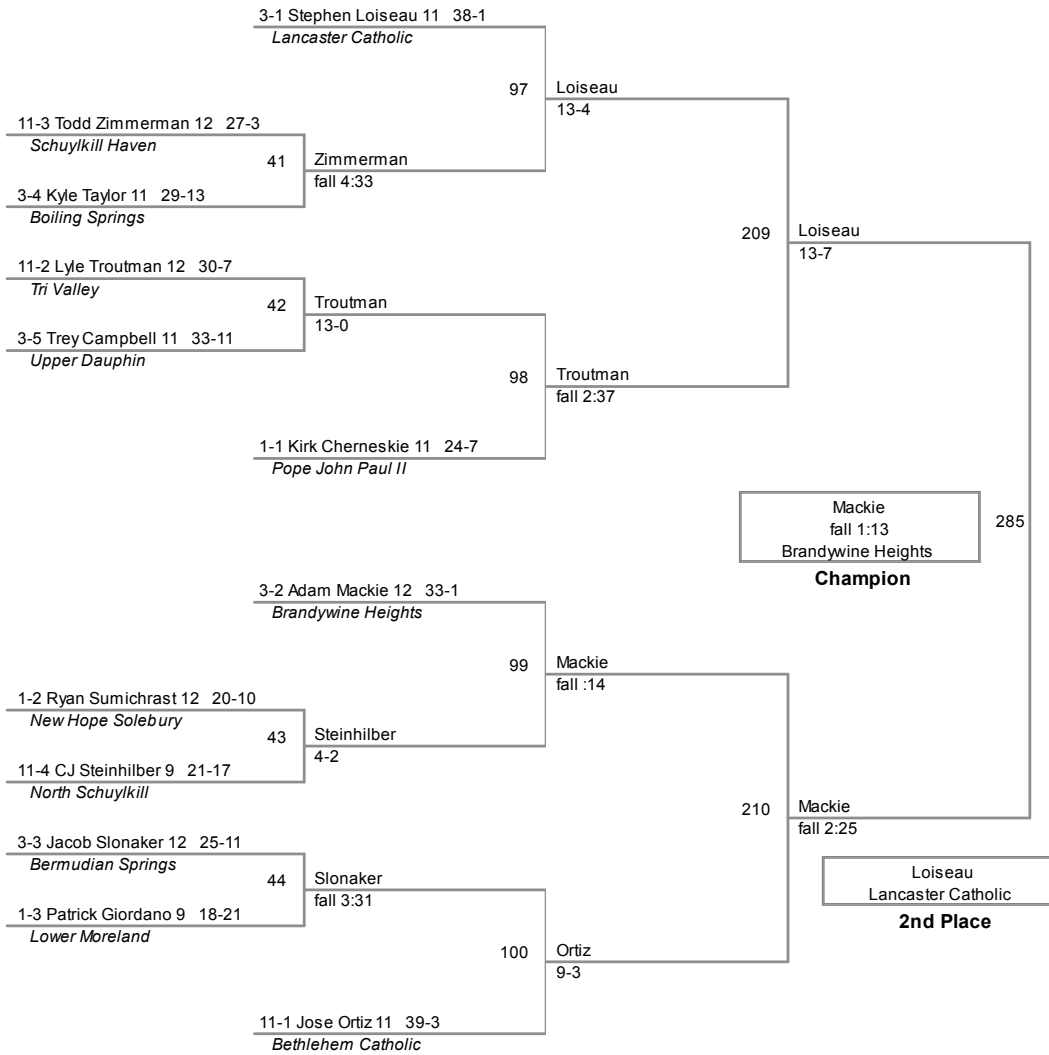 3-1 Stephen Loiseau 11 38-1
Lancaster Catholic
97
Loiseau
13-4
11-3 Todd Zimmerman 12 27-3
Schuylkill Haven
41
Zimmerman
fall 4:33
3-4 Kyle Taylor 11 29-13
Boiling Springs
209
Loiseau
13-7
11-2 Lyle Troutman 12 30-7
Tri Valley
42
Troutman
13-0
3-5 Trey Campbell 11 33-11
Upper Dauphin
98
Troutman
fall 2:37
1-1 Kirk Cherneskie 11 24-7
Pope John Paul II
Mackie
fall 1:13
Brandywine Heights
Champion
285
3-2 Adam Mackie 12 33-1
Brandywine Heights
99
Mackie
fall :14
1-2 Ryan Sumichrast 12 20-10
New Hope Solebury
43
Steinhilber
4-2
11-4 CJ Steinhilber 9 21-17
North Schuylkill
210
Mackie
fall 2:25
3-3 Jacob Slonaker 12 25-11
Bermudian Springs
44
Slonaker
fall 3:31
1-3 Patrick Giordano 9 18-21
Lower Moreland
Loiseau
Lancaster Catholic
2nd Place
100
Ortiz
9-3
11-1 Jose Ortiz 11 39-3
Bethlehem Catholic